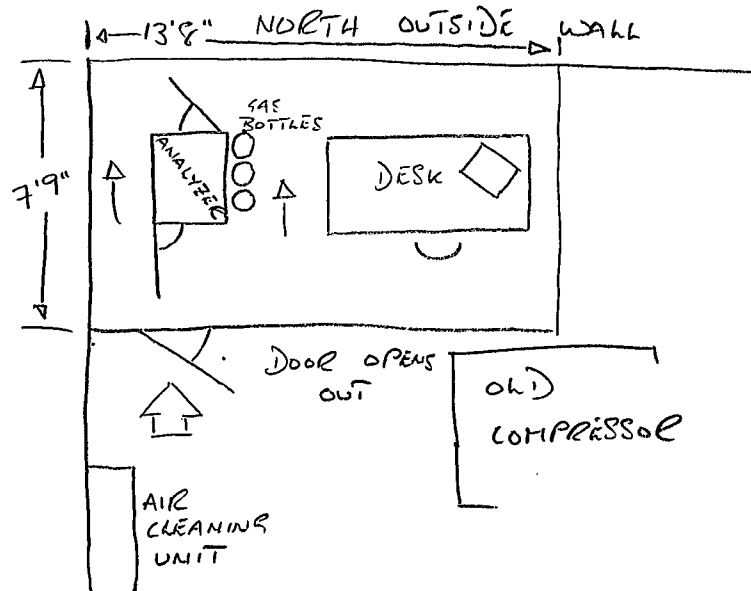 13'8" NORTH OUTSIDE WALL
GAS
BOTTLES
ANALYZER
DESK
7'9"
DOOR OPENS
OUT
OLD
COMPRESSOR
AIR
CLEANING
UNIT